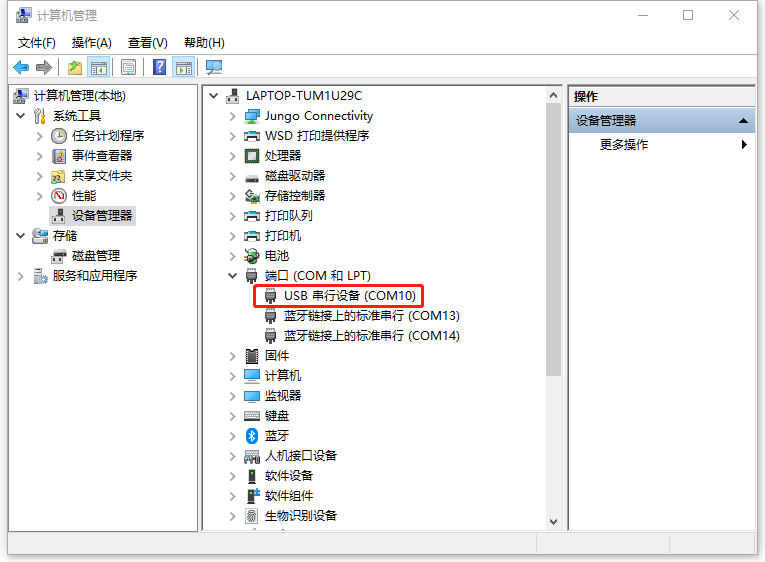 计算机管理
文件(F) 操作(A) 查看(V) 帮助(H)
计算机管理(本地)
系统工具
任务计划程序
事件查看器
共享文件夹
性能
设备管理器
存储
磁盘管理
服务和应用程序
LAPTOP-TUM1U29C
Jungo Connectivity
WSD 打印提供程序
处理器
磁盘驱动器
存储控制器
打印队列
打印机
电池
端口 (COM 和 LPT)
USB 串行设备 (COM10)
蓝牙链接上的标准串行 (COM13)
蓝牙链接上的标准串行 (COM14)
固件
计算机
监视器
键盘
蓝牙
人机接口设备
软件设备
软件组件
生物识别设备
操作
设备管理器
更多操作